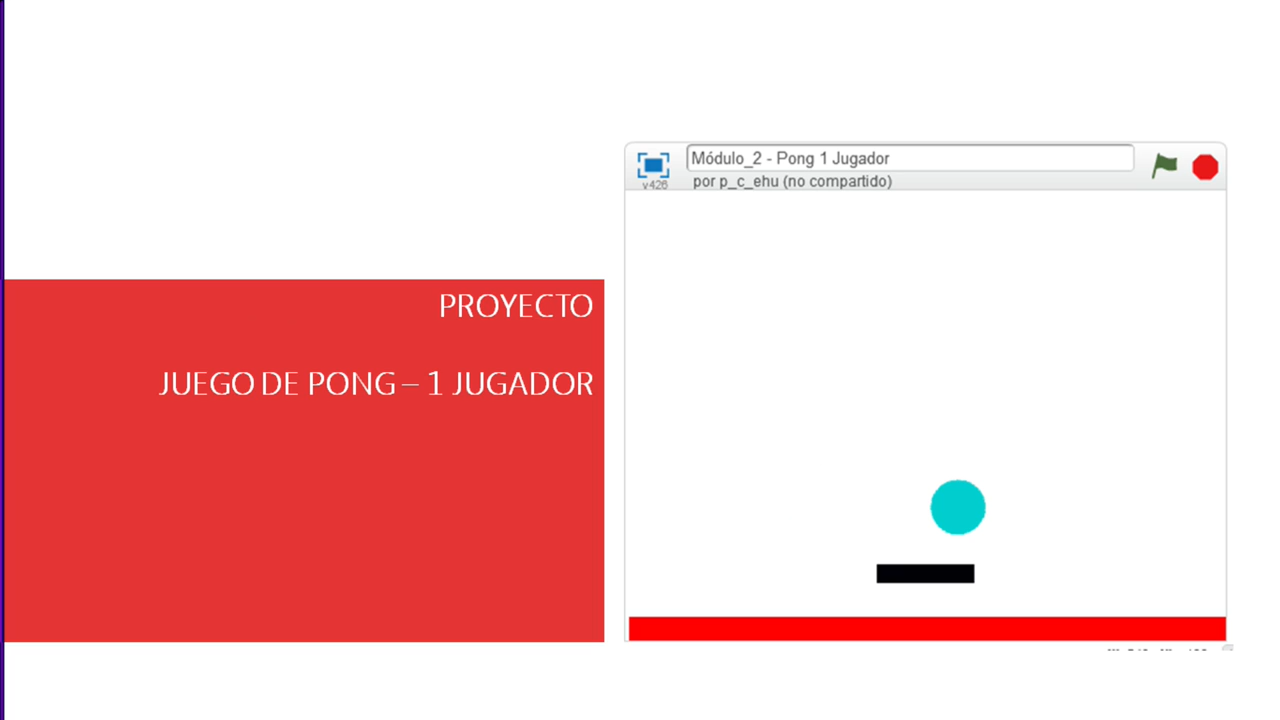 PROYECTO
JUEGO DE PONG – 1 JUGADOR
Módulo_2 - Pong 1 Jugador
por p_c_ehu (no compartido)
v426